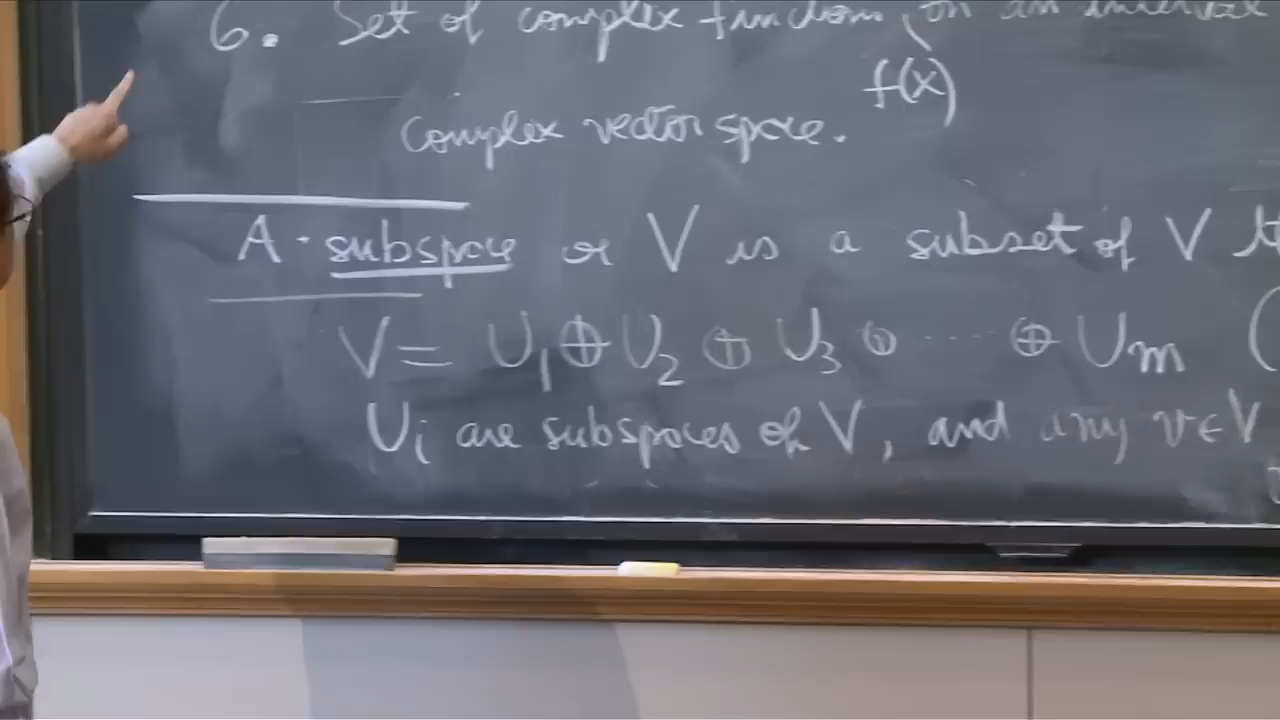 6. Set of complex functions on an interval
f(x)
complex vector space.
A subspace of V is a subset of V
V = U₁ ⊕ U₂ ⊕ U₃ ⊕ ····· ⊕ Uₘ (
Uᵢ are subspaces of V, and any v ∈ V